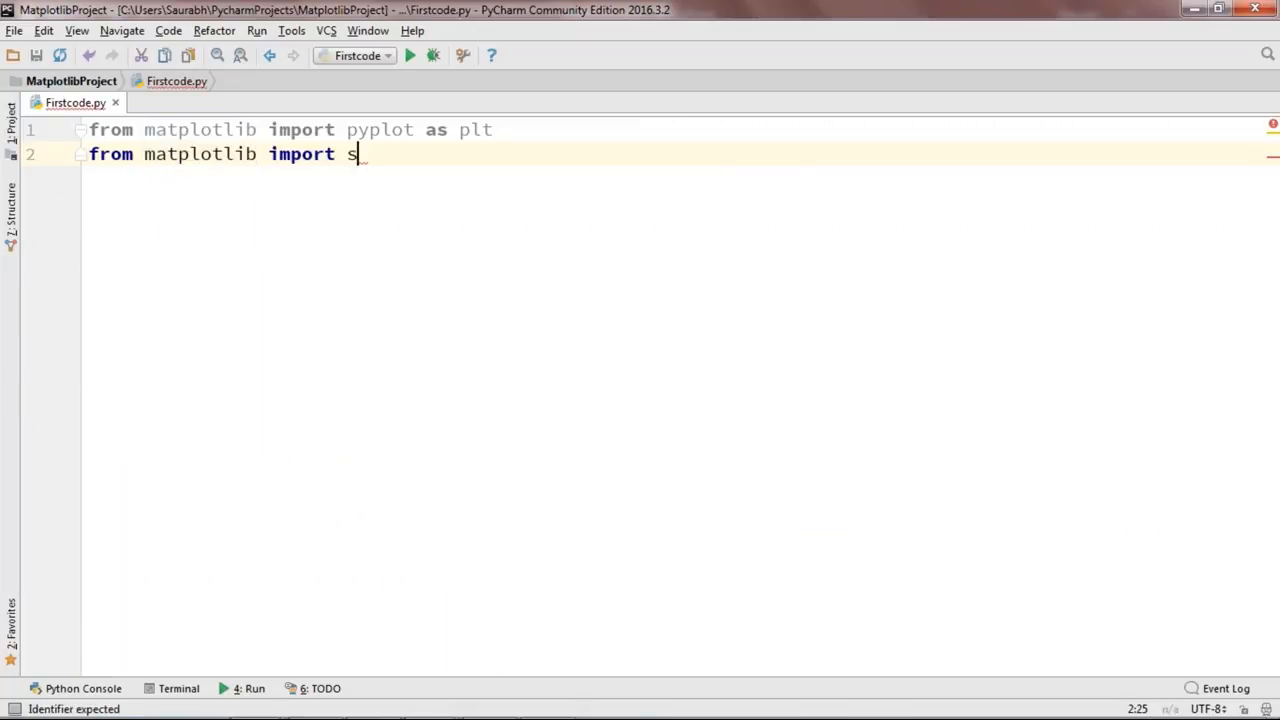 MatplotlibProject - [C:\Users\Saurabh\PycharmProjects\MatplotlibProject] - ...\Firstcode.py - PyCharm Community Edition 2016.3.2
File Edit View Navigate Code Refactor Run Tools VCS Window Help
Firstcode
MatplotlibProject Firstcode.py
Firstcode.py
1: Project
Z: Structure
2: Favorites
1 from matplotlib import pyplot as plt
2 from matplotlib import s
Python Console Terminal 4: Run 6: TODO Event Log
Identifier expected 2:25 n/a UTF-8